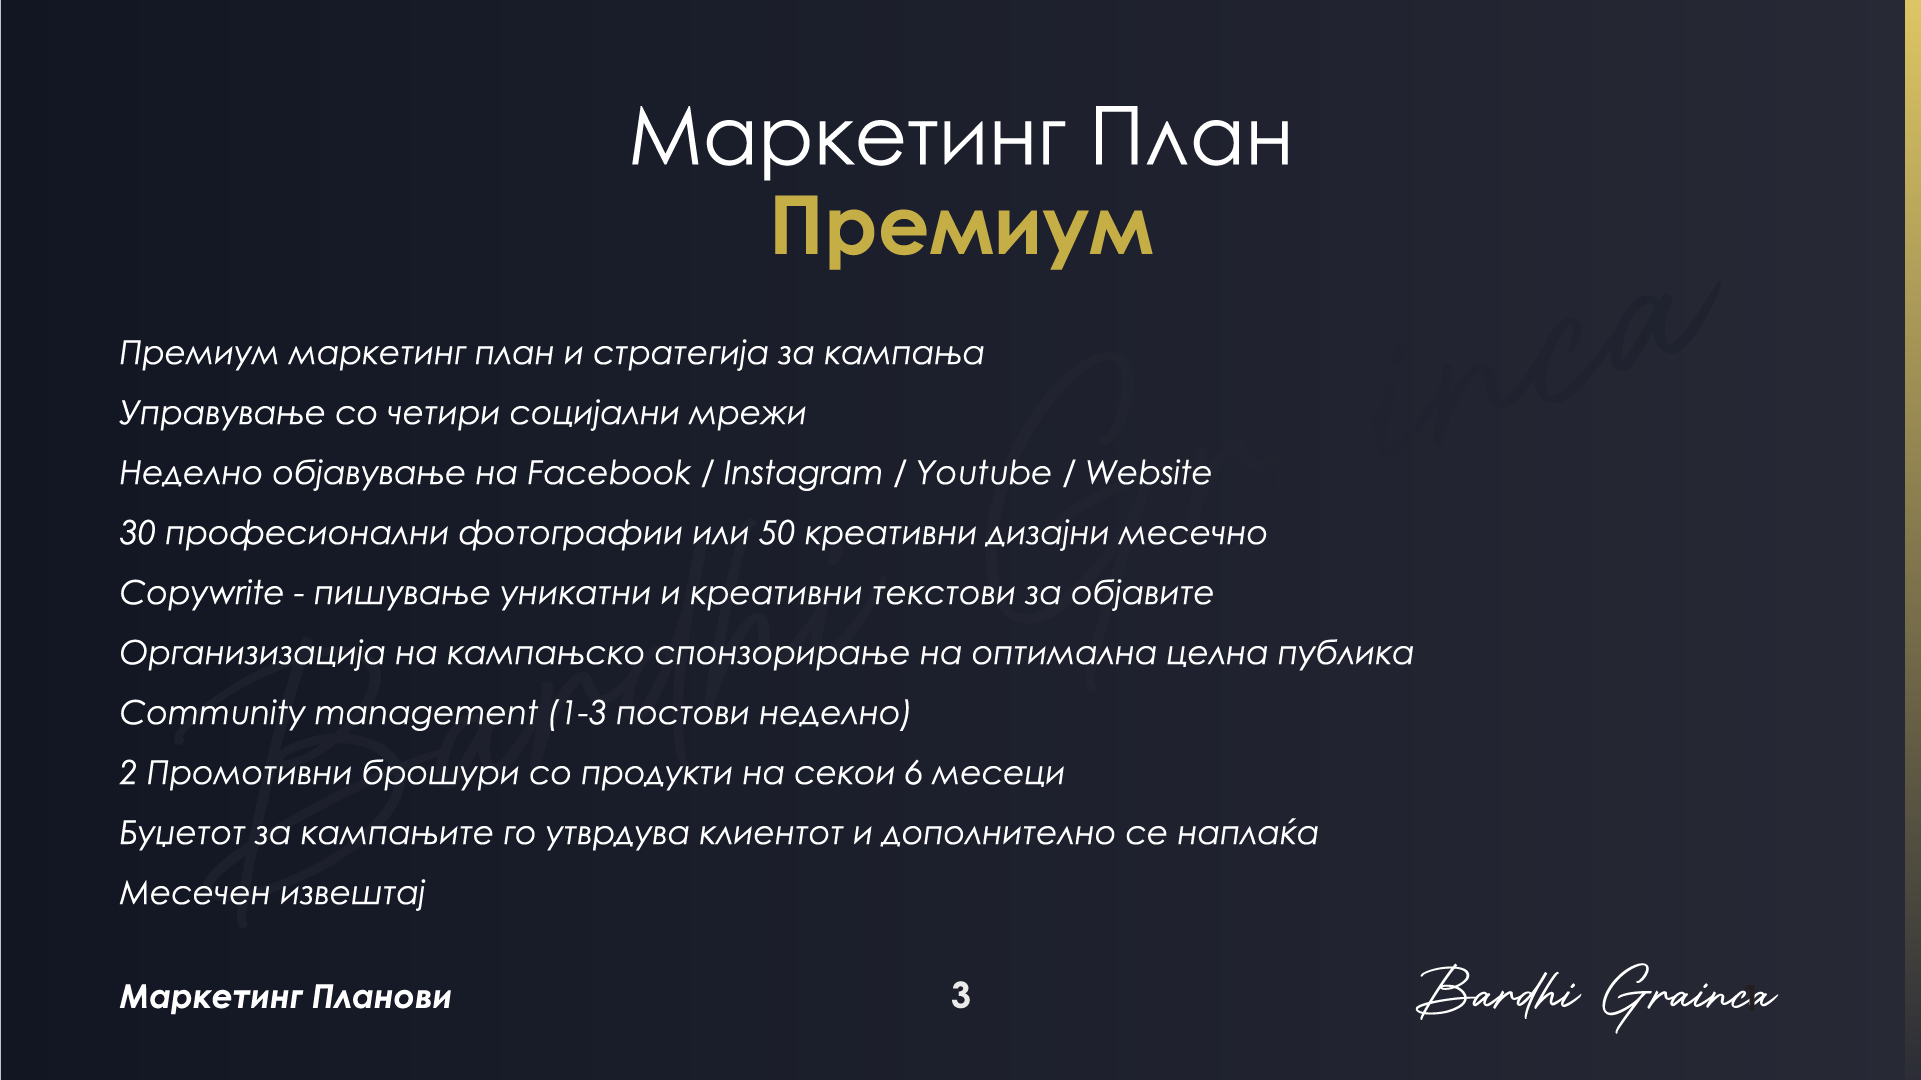 Маркетинг План
Премиум
Премиум маркетинг план и стратегија за кампања
Управување со четири социјални мрежи
Неделно објавување на Facebook / Instagram / Youtube / Website
30 професионални фотографии или 50 креативни дизајни месечно
Copywrite - пишување уникатни и креативни текстови за објавите
Организизација на кампањско спонзорирање на оптимална целна публика
Community management (1-3 постови неделно)
2 Промотивни брошури со продукти на секои 6 месеци
Буџетот за кампањите го утврдува клиентот и дополнително се наплаќа
Месечен извештај
Маркетинг Планови
3
Bardhi Grainca